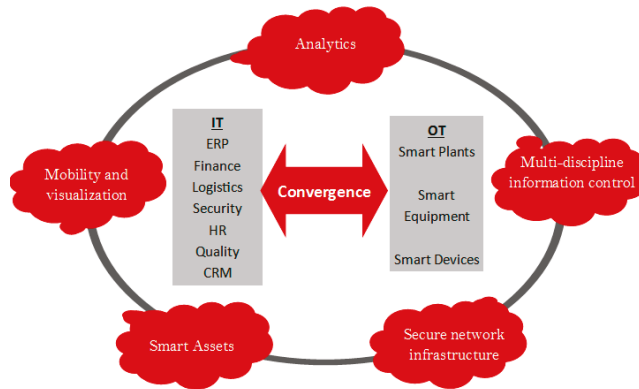 Analytics
IT
ERP
Finance
Logistics
Security
HR
Quality
CRM
Convergence
OT
Smart Plants
Smart
Equipment
Smart Devices
Mobility and
visualization
Multi-discipline
information control
Smart Assets
Secure network
infrastructure